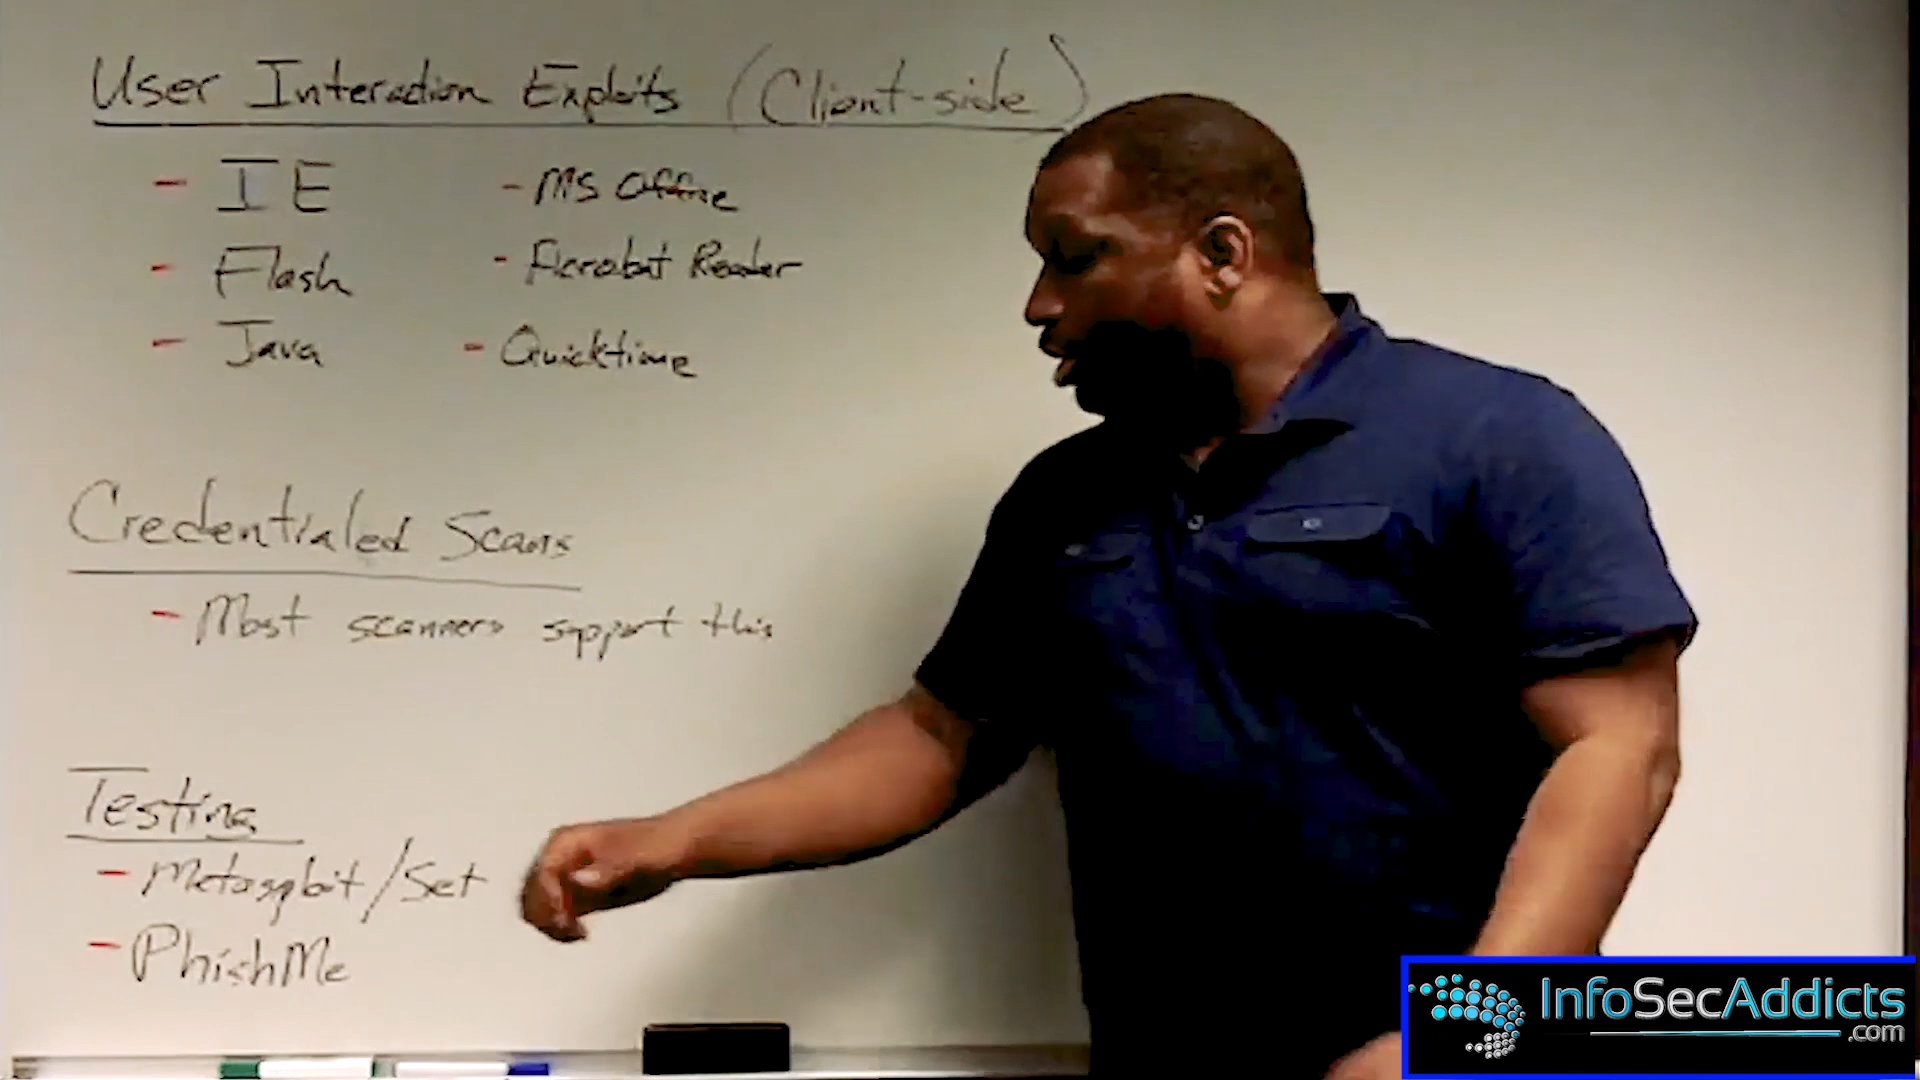 User Interaction Exploits (Client-side)
- IE
- MS Office
- Flash
- Acrobat Reader
- Java
- Quicktime
Credentialed Scans
- Most scanners support this
Testing
- Metasploit/Set
- PhishMe
InfoSecAddicts
.com